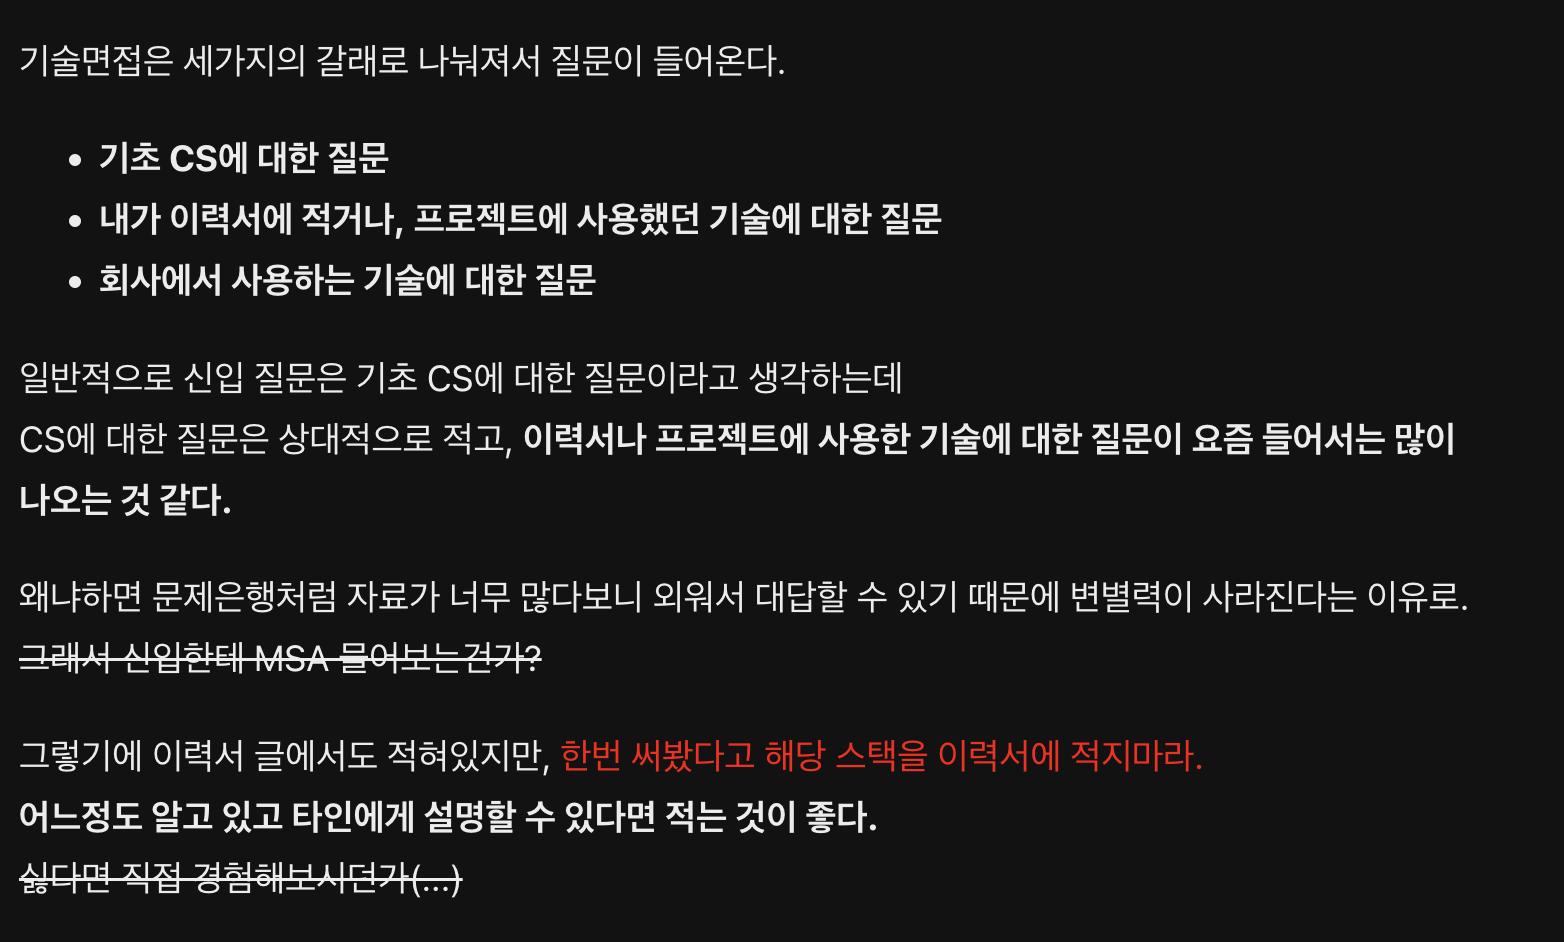 기술면접은 세가지의 갈래로 나눠져서 질문이 들어온다.
• 기초 CS에 대한 질문
• 내가 이력서에 적거나, 프로젝트에 사용했던 기술에 대한 질문
• 회사에서 사용하는 기술에 대한 질문
일반적으로 신입 질문은 기초 CS에 대한 질문이라고 생각하는데
CS에 대한 질문은 상대적으로 적고, 이력서나 프로젝트에 사용한 기술에 대한 질문이 요즘 들어서는 많이
나오는 것 같다.
왜냐하면 문제은행처럼 자료가 너무 많다보니 외워서 대답할 수 있기 때문에 변별력이 사라진다는 이유로.
그래서 신입한테 MSA 물어보는건가?
그렇기에 이력서 글에서도 적혀있지만, 한번 써봤다고 해당 스택을 이력서에 적지마라.
어느정도 알고 있고 타인에게 설명할 수 있다면 적는 것이 좋다.
싫다면 직접 경험해보시던가(...)